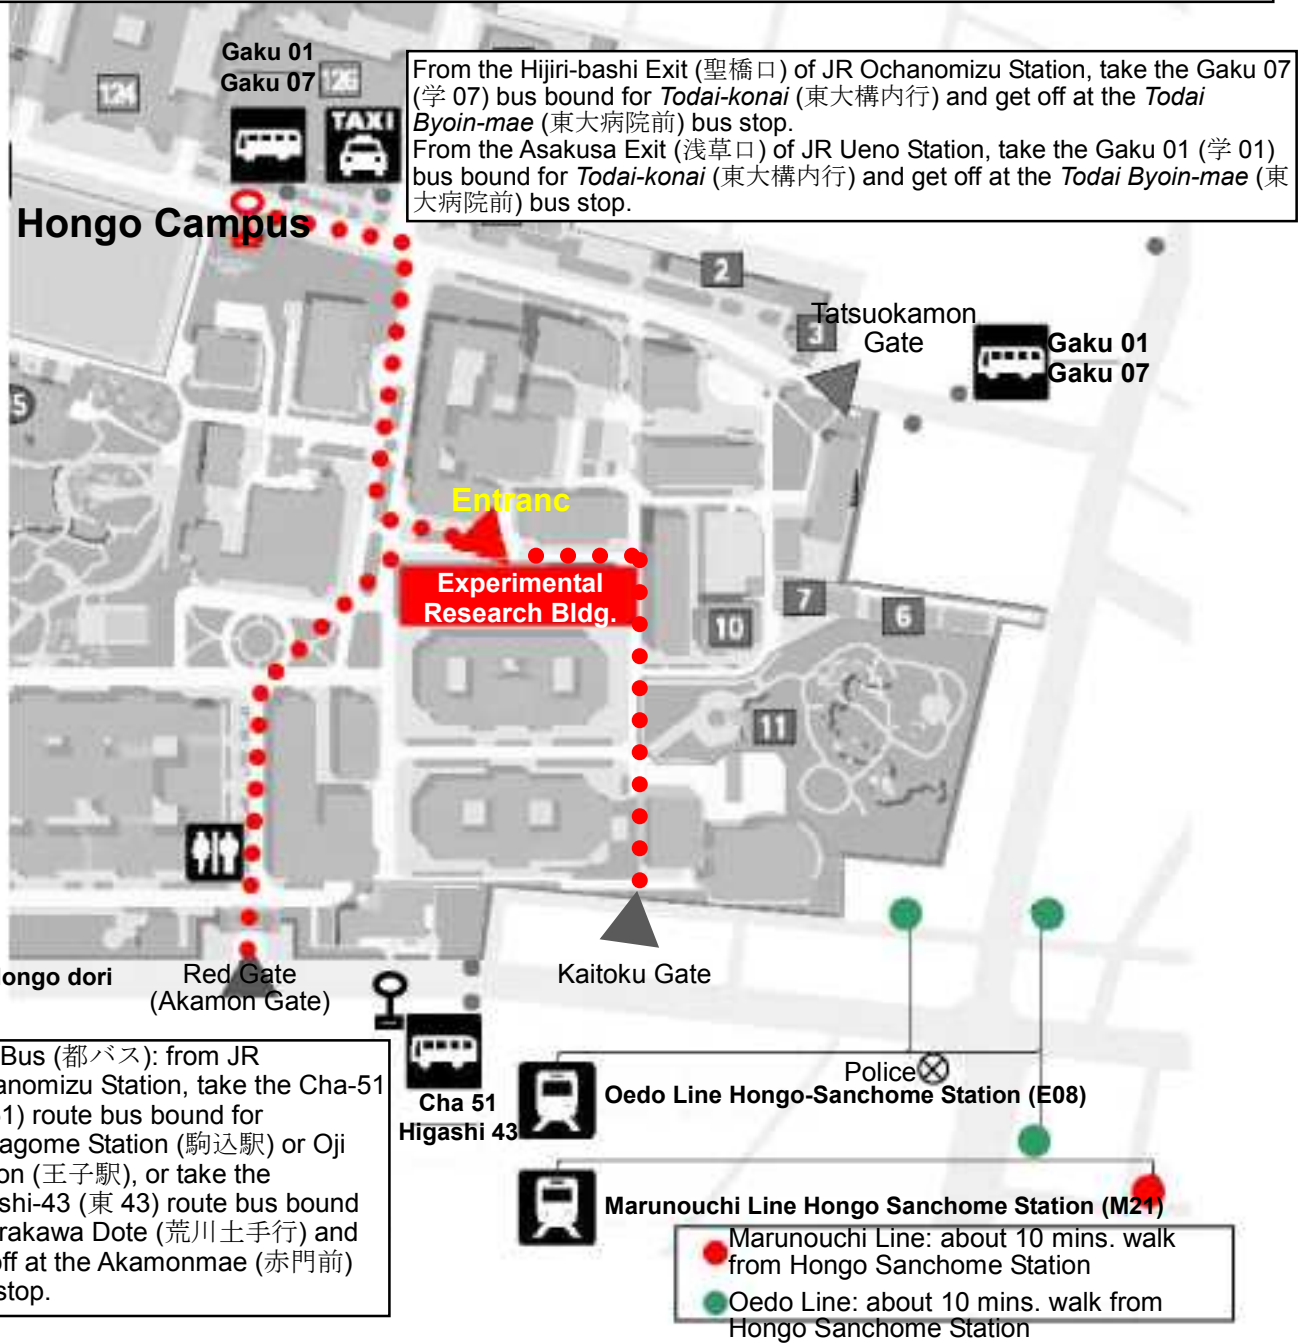 Gaku 01
Gaku 07
126
124
TAXI
From the Hijiri-bashi Exit (聖橋口) of JR Ochanomizu Station, take the Gaku 07
(学 07) bus bound for Todai-konai (東大構内行) and get off at the Todai
Byoin-mae (東大病院前) bus stop.
From the Asakusa Exit (浅草口) of JR Ueno Station, take the Gaku 01 (学 01)
bus bound for Todai-konai (東大構内行) and get off at the Todai Byoin-mae (東
大病院前) bus stop.
Hongo Campus
2
Tatsuokamon
Gate
3
Gaku 01
Gaku 07
5
Entranc
Experimental
Research Bldg.
7
6
10
11
ongo dori
Red Gate
(Akamon Gate)
Kaitoku Gate
Bus (都バス): from JR
anomizu Station, take the Cha-51
1) route bus bound for
agome Station (駒込駅) or Oji
on (王子駅), or take the
shi-43 (東 43) route bus bound
rakawa Dote (荒川土手行) and
off at the Akamonmae (赤門前)
stop.
Cha 51
Higashi 43
Police
Oedo Line Hongo-Sanchome Station (E08)
Marunouchi Line Hongo Sanchome Station (M21)
Marunouchi Line: about 10 mins. walk
from Hongo Sanchome Station
Oedo Line: about 10 mins. walk from
Hongo Sanchome Station